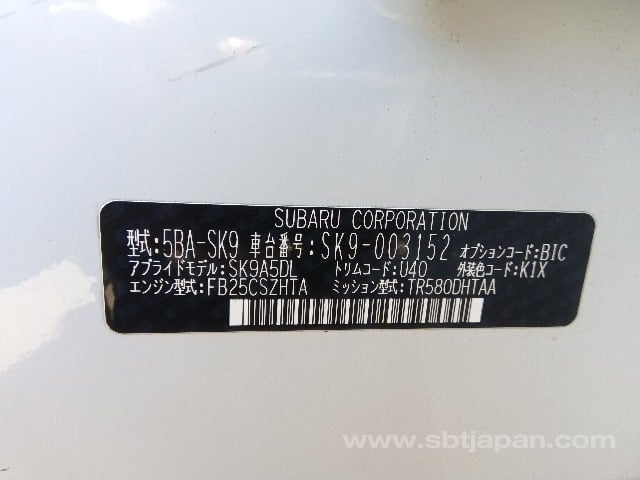 SUBARU CORPORATION
型式:5BA-SK9 車台番号:SK9-003152 オプションコード:BIC
アプライドモデル:SK9A5DL トリムコード:U40 外装色コード:K1X
エンジン型式:FB25CSZHTA ミッション型式:TR580DHTAA
www.sbtjapan.com